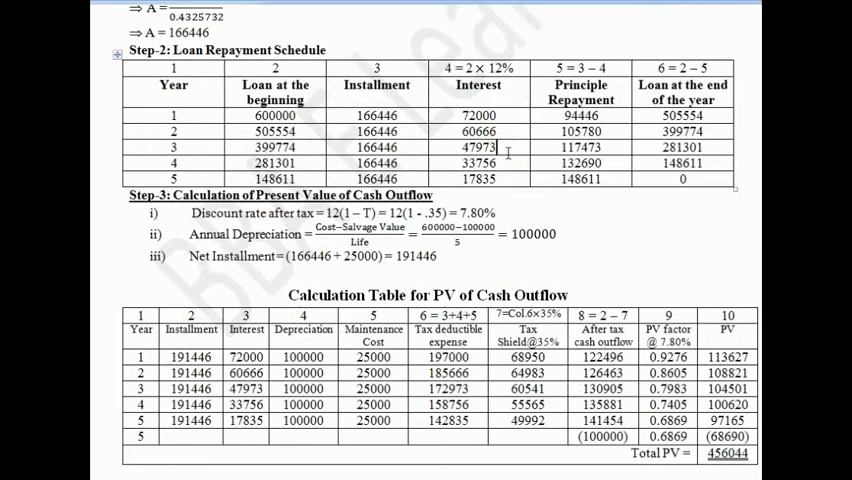 ⇒ A =
0.4325732
⇒ A = 166446
Step-2: Loan Repayment Schedule
1 2 3 4 = 2 × 12% 5 = 3 – 4 6 = 2 – 5
Year Loan at the beginning Installment Interest Principle Repayment Loan at the end of the year
1 600000 166446 72000 94446 505554
2 505554 166446 60666 105780 399774
3 399774 166446 47973 117473 281301
4 281301 166446 33756 132690 148611
5 148611 166446 17835 148611 0
Step-3: Calculation of Present Value of Cash Outflow
i) Discount rate after tax = 12(1 – T) = 12(1 - .35) = 7.80%
ii) Annual Depreciation = Cost–Salvage Value / Life = 600000–100000 / 5 = 100000
iii) Net Installment= (166446 + 25000) = 191446
Calculation Table for PV of Cash Outflow
1 2 3 4 5 6 = 3+4+5 7=Col.6×35% 8 = 2 – 7 9 10
Year Installment Interest Depreciation Maintenance Cost Tax deductible expense Tax Shield@35% After tax cash outflow PV factor @ 7.80% PV
1 191446 72000 100000 25000 197000 68950 122496 0.9276 113627
2 191446 60666 100000 25000 185666 64983 126463 0.8605 108821
3 191446 47973 100000 25000 172973 60541 130905 0.7983 104501
4 191446 33756 100000 25000 158756 55565 135881 0.7405 100620
5 191446 17835 100000 25000 142835 49992 141454 0.6869 97165
5 (100000) 0.6869 (68690)
Total PV = 456044